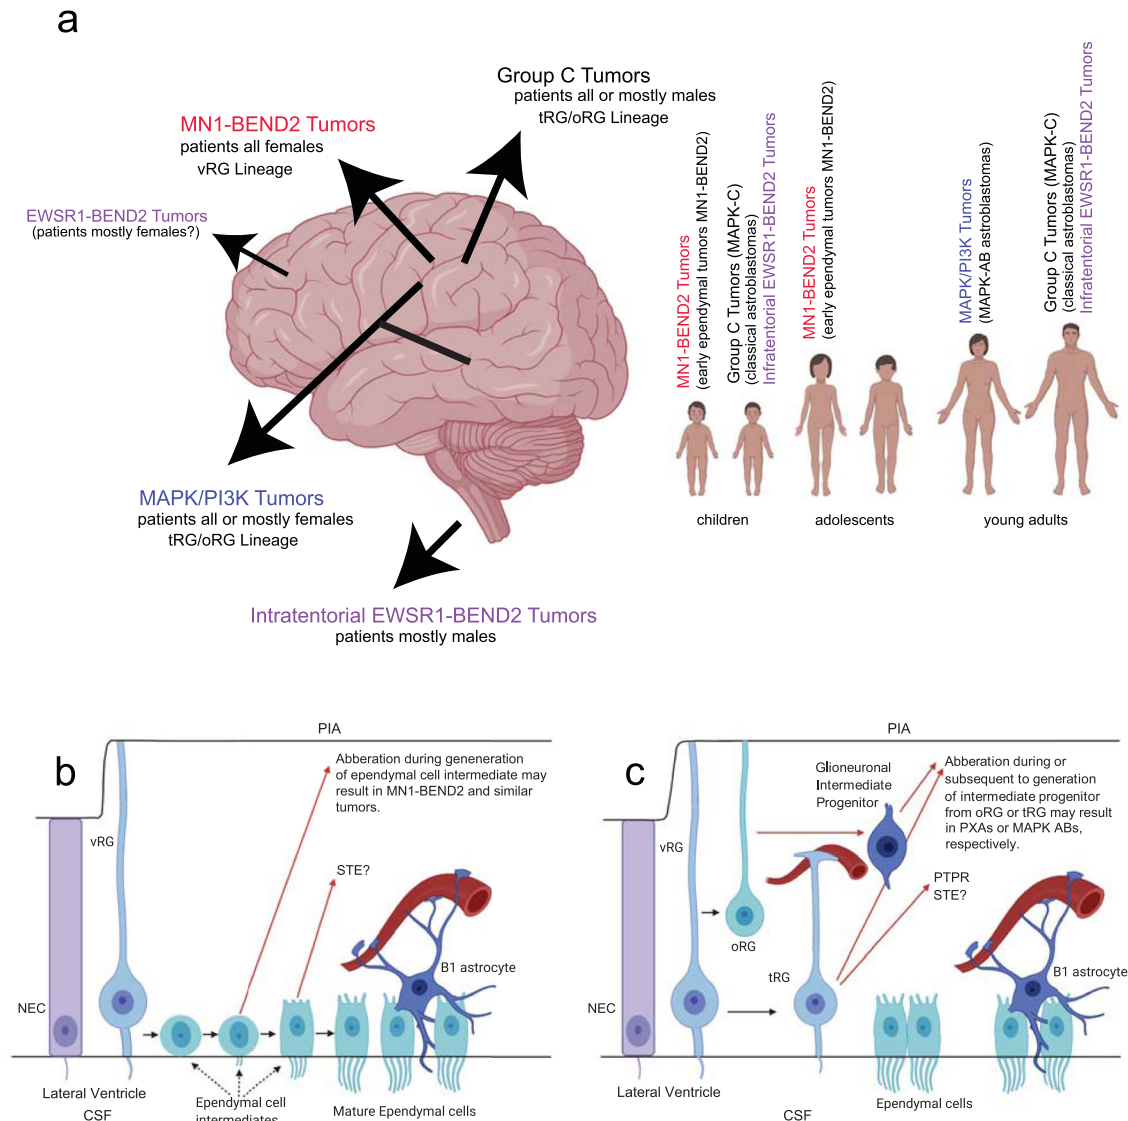 a
Group C Tumors
patients all or mostly males
tRG/oRG Lineage
MN1-BEND2 Tumors
patients all females
vRG Lineage
EWSR1-BEND2 Tumors
(patients mostly females?)
MAPK/PI3K Tumors
patients all or mostly females
tRG/oRG Lineage
Intratentorial EWSR1-BEND2 Tumors
patients mostly males
MN1-BEND2 Tumors
(early ependymal tumors MN1-BEND2)
Group C Tumors (MAPK-C)
(classical astroblastomas)
Infratentorial EWSR1-BEND2 Tumors
MN1-BEND2 Tumors
(early ependymal tumors MN1-BEND2)
MAPK/PI3K Tumors
(MAPK-AB astroblastomas)
Group C Tumors (MAPK-C)
(classical astroblastomas)
Infratentorial EWSR1-BEND2 Tumors
children
adolescents
young adults
b
PIA
vRG
Abberation during geneneration
of ependymal cell intermediate may
result in MN1-BEND2 and similar
tumors.
STE?
B1 astrocyte
NEC
Lateral Ventricle
CSF
Ependymal cell
intermediates
Mature Ependymal cells
c
PIA
vRG
Glioneuronal
Intermediate
Progenitor
Abberation during or
subsequent to generation
of intermediate progenitor
from oRG or tRG may result
in PXAs or MAPK ABs,
respectively.
PTPR
STE?
oRG
tRG
B1 astrocyte
NEC
Lateral Ventricle
CSF
Ependymal cells